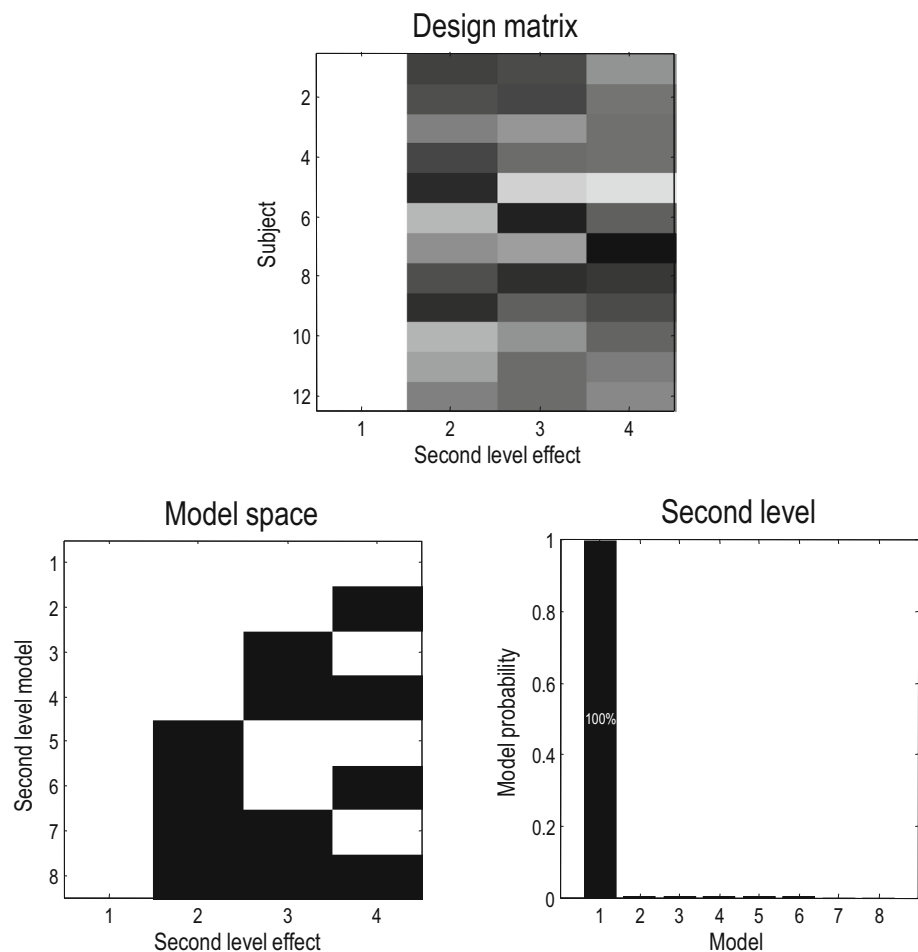 Design matrix
2
4
6
8
10
12
Subject
1 2 3 4
Second level effect
Model space
1
2
3
4
5
6
7
8
Second level model
1 2 3 4
Second level effect
Second level
1
0.8
0.6
0.4
0.2
0
Model probability
100%
1 2 3 4 5 6 7 8
Model